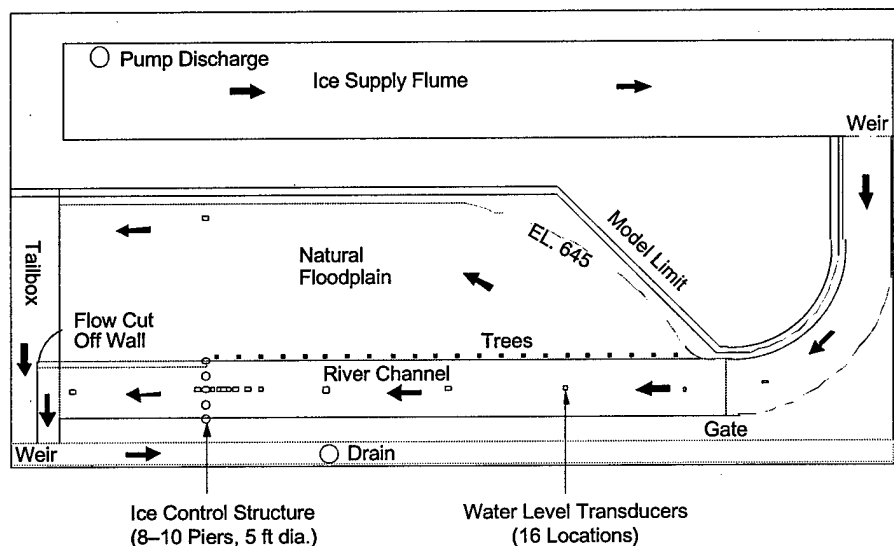 Pump Discharge
Ice Supply Flume
Weir
Tailbox
Natural
Floodplain
EL. 645
Model Limit
Flow Cut
Off Wall
Trees
River Channel
Gate
Weir
Drain
Ice Control Structure
(8–10 Piers, 5 ft dia.)
Water Level Transducers
(16 Locations)